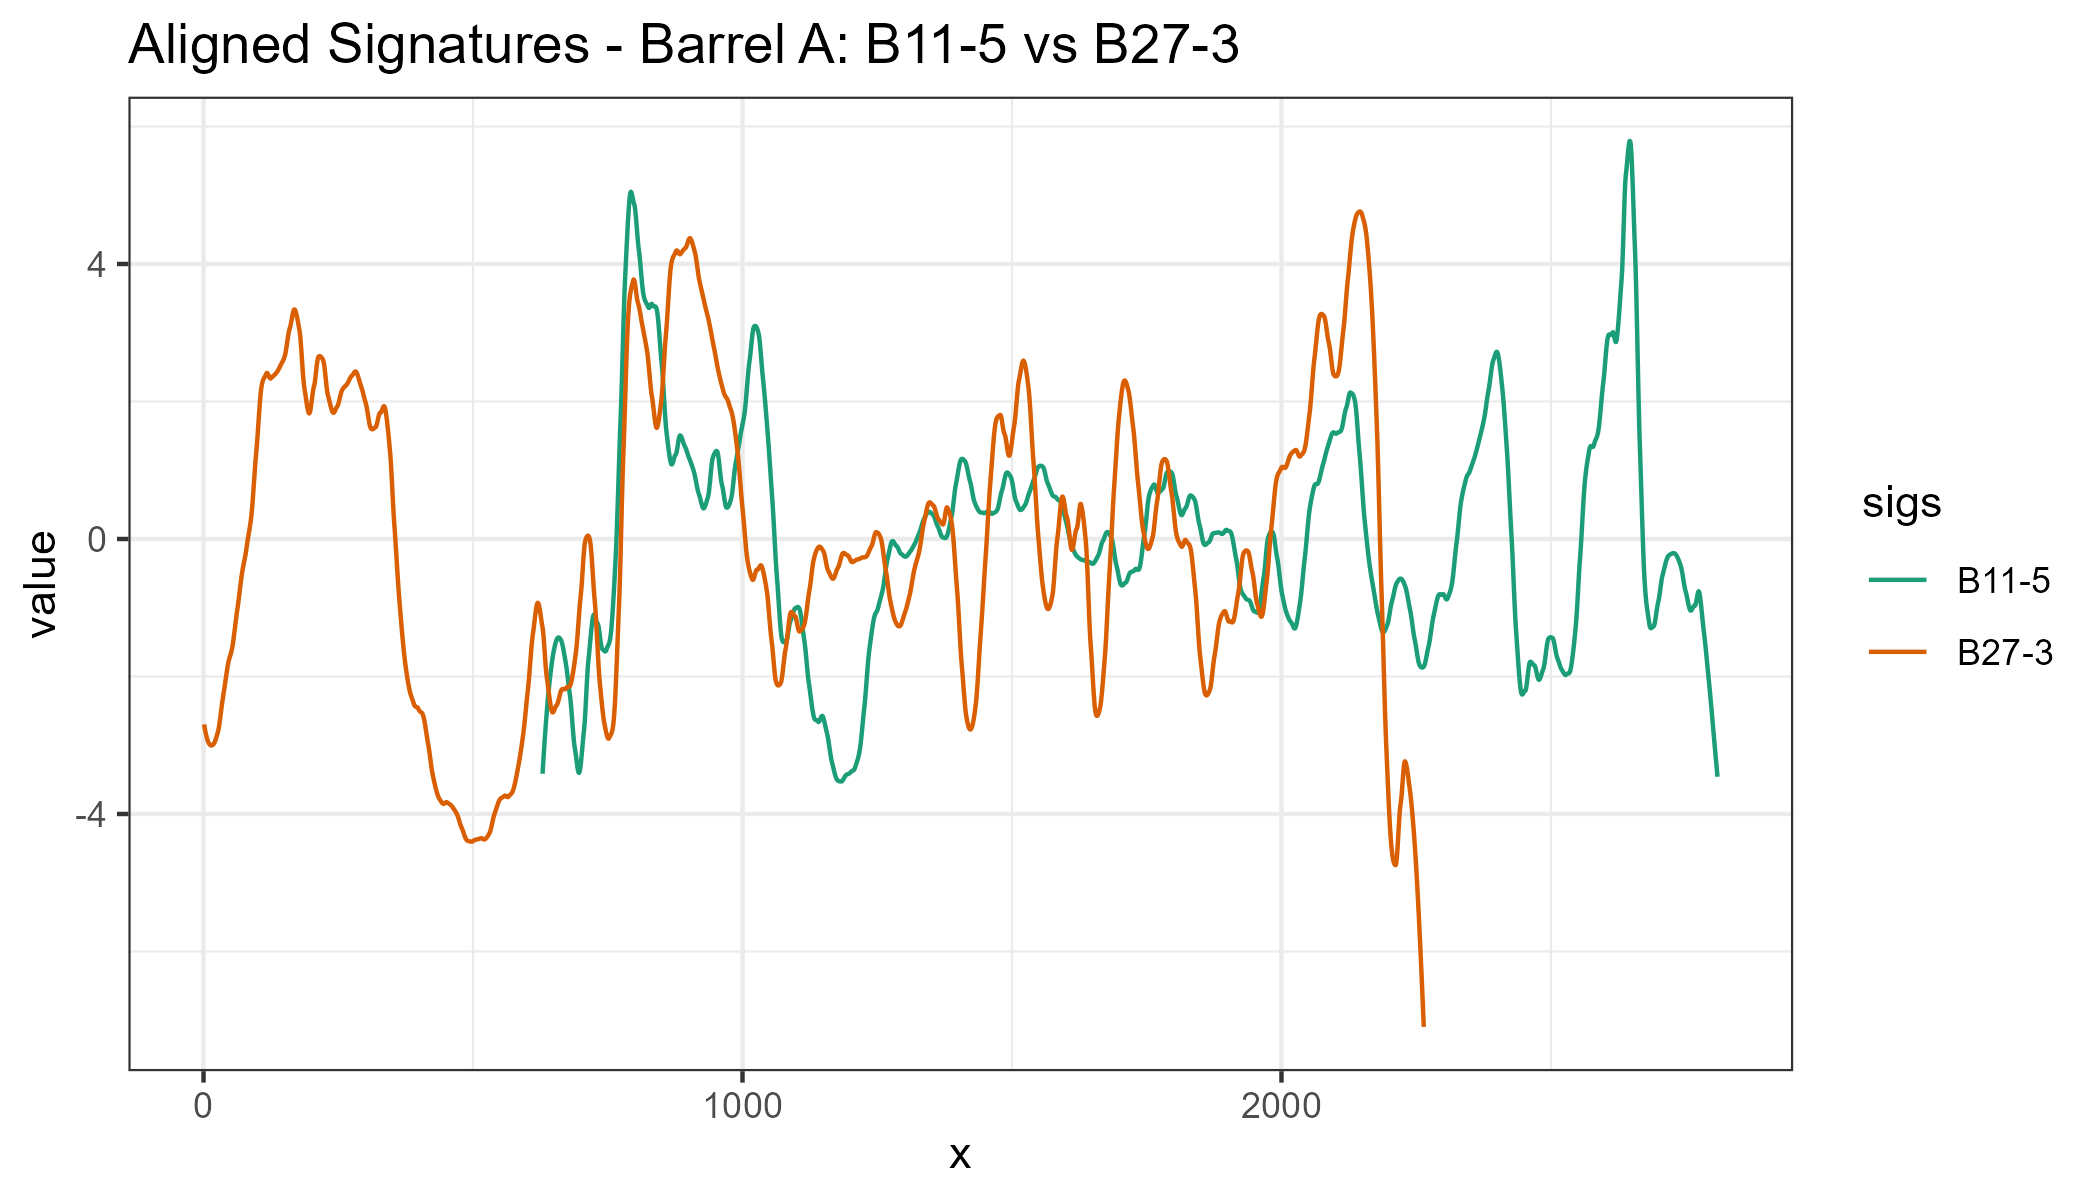 Aligned Signatures - Barrel A: B11-5 vs B27-3
value
4
0
-4
0
1000
2000
x
sigs
B11-5
B27-3